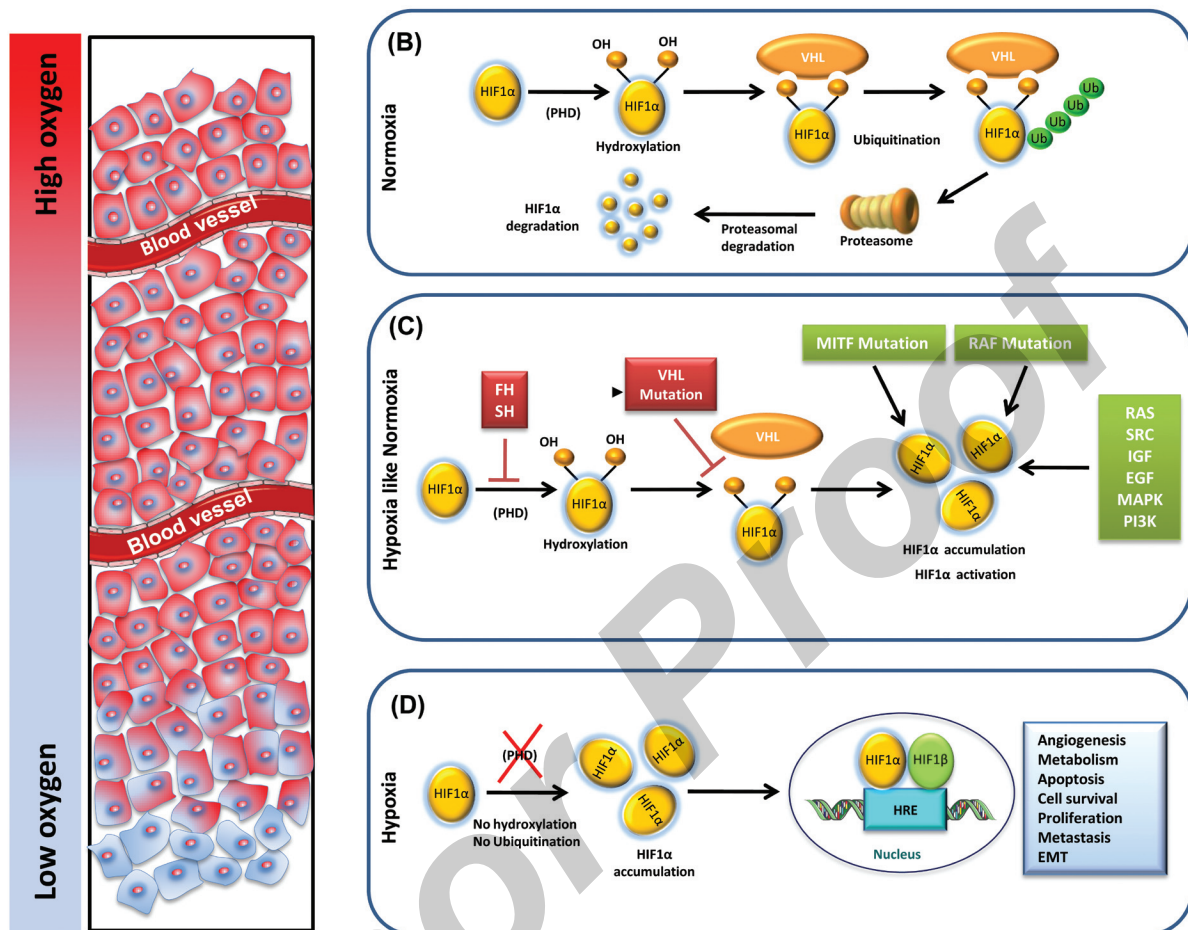 High oxygen
Low oxygen
Blood vessel
Blood vessel
(B)
Normoxia
HIF1α
(PHD)
OH
OH
HIF1α
Hydroxylation
VHL
HIF1α
Ubiquitination
VHL
HIF1α
Ub
Ub
Ub
Ub
Proteasome
Proteasomal
degradation
HIF1α
degradation
(C)
Hypoxia like Normoxia
FH
SH
HIF1α
(PHD)
OH
OH
HIF1α
Hydroxylation
VHL
Mutation
VHL
HIF1α
MITF Mutation
RAF Mutation
HIF1α
HIF1α
HIF1α
HIF1α accumulation
HIF1α activation
RAS
SRC
IGF
EGF
MAPK
PI3K
(D)
Hypoxia
HIF1α
(PHD)
No hydroxylation
No Ubiquitination
HIF1α
HIF1α
HIF1α
HIF1α
accumulation
HIF1α
HIF1β
HRE
Nucleus
Angiogenesis
Metabolism
Apoptosis
Cell survival
Proliferation
Metastasis
EMT
or Proof